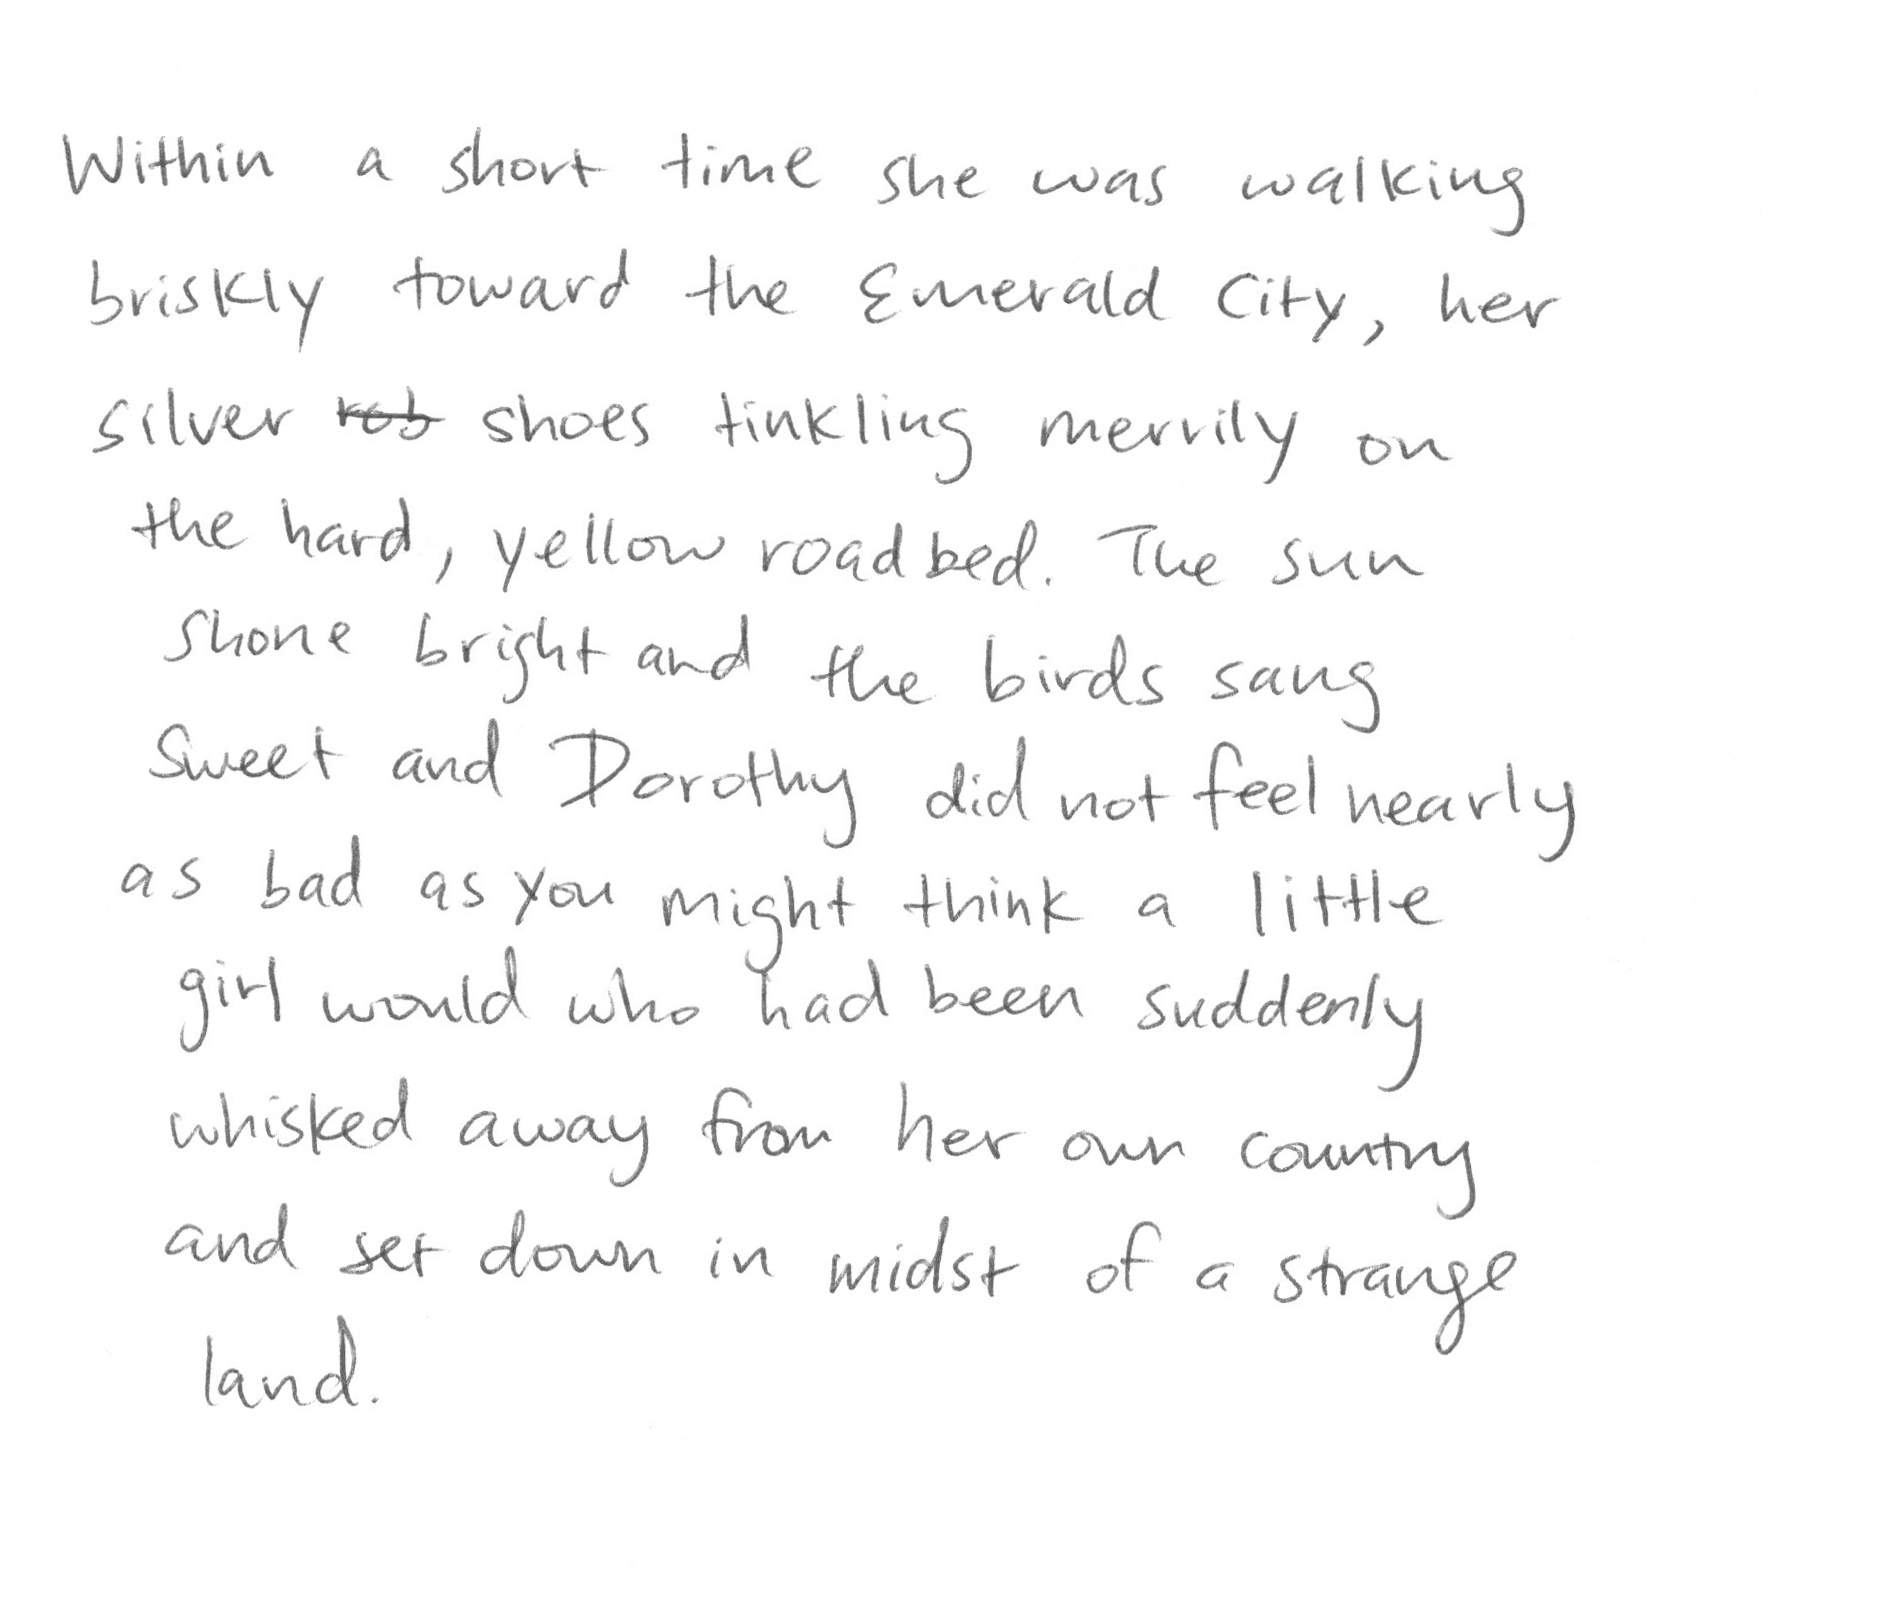 Within a short time she was walking
briskly toward the Emerald City, her
silver shoes tinkling merrily on
the hard, yellow roadbed. The sun
shone bright and the birds sang
sweet and Dorothy did not feel nearly
as bad as you might think a little
girl would who had been suddenly
whisked away from her own country
and set down in midst of a strange
land.